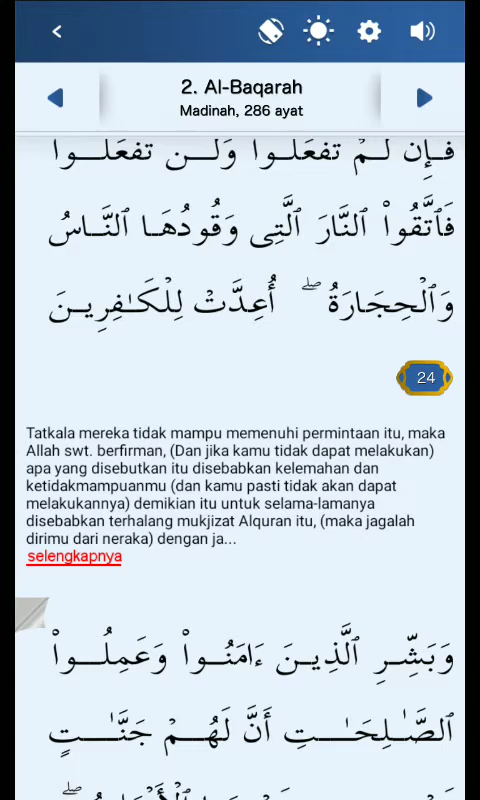 2. Al-Baqarah
Madinah, 286 ayat
فَإِن لَّمْ تَفْعَلُوا۟ وَلَن تَفْعَلُوا۟
فَٱتَّقُوا۟ ٱلنَّارَ ٱلَّتِى وَقُودُهَا ٱلنَّاسُ
وَٱلْحِجَارَةُ ۖ أُعِدَّتْ لِلْكَـٰفِرِينَ
24
Tatkala mereka tidak mampu memenuhi permintaan itu, maka
Allah swt. berfirman, (Dan jika kamu tidak dapat melakukan)
apa yang disebutkan itu disebabkan kelemahan dan
ketidakmampuanmu (dan kamu pasti tidak akan dapat
melakukannya) demikian itu untuk selama-lamanya
disebabkan terhalang mukjizat Alquran itu, (maka jagalah
dirimu dari neraka) dengan ja...
selengkapnya
وَبَشِّرِ ٱلَّذِينَ ءَامَنُوا۟ وَعَمِلُوا۟
ٱلصَّـٰلِحَـٰتِ أَنَّ لَهُمْ جَنَّـٰتٍ